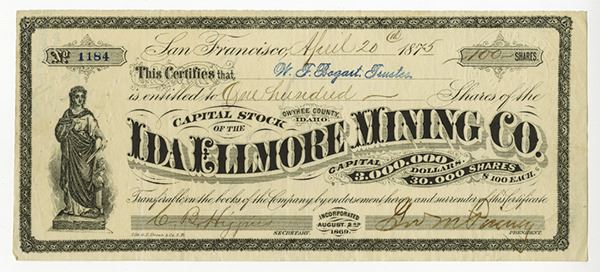 San Francisco, April 20th 1875
No. 1184
100 SHARES.
This Certifies that, W. F. Bogart, Trustee
is entitled to One hundred Shares of the
CAPITAL STOCK OF THE
OWYHEE COUNTY, IDAHO.
IDA ELLMORE MINING CO.
CAPITAL 3,000,000 DOLLARS,
30,000 SHARES $100 EACH.
Transferable on the books of the Company by endorsement hereon and surrender of this certificate
INCORPORATED AUGUST 2ND 1869.
SECRETARY.
PRESIDENT.